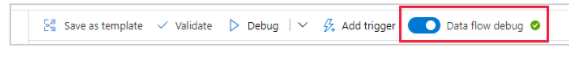 Save as template Validate Debug Add trigger Data flow debug